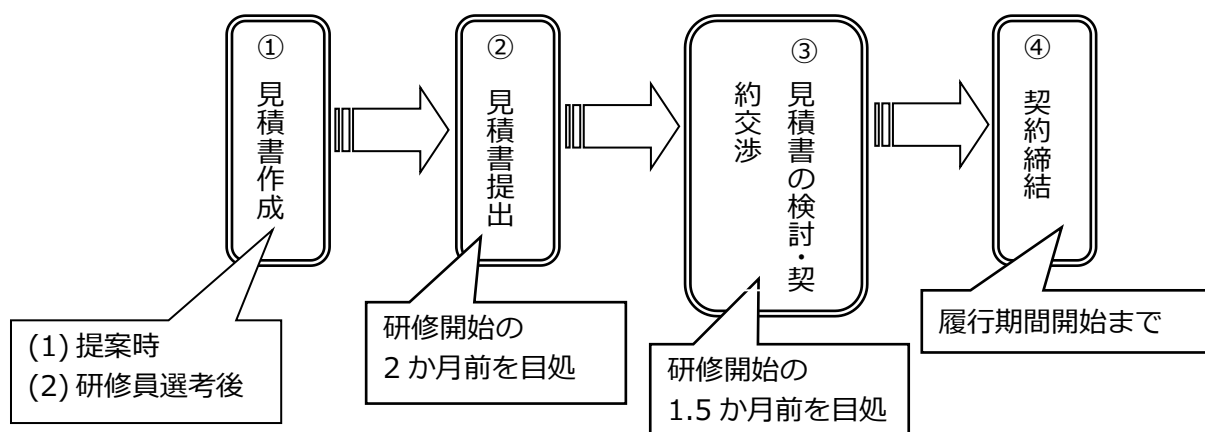 ①
見積書作成
②
見積書提出
③
見積書の検討・契
約交渉
④
契約締結
(1) 提案時
(2) 研修員選考後
研修開始の
2 か月前を目処
研修開始の
1.5 か月前を目処
履行期間開始まで